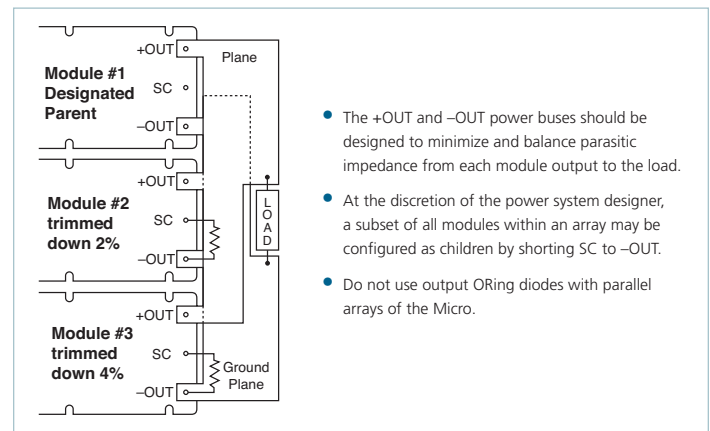 +OUT
Plane
Module #1
Designated
Parent
SC
–OUT
+OUT
Module #2
trimmed
down 2%
SC
–OUT
LOAD
+OUT
Module #3
trimmed
down 4%
SC
Ground
Plane
–OUT
• The +OUT and –OUT power buses should be
designed to minimize and balance parasitic
impedance from each module output to the load.
• At the discretion of the power system designer,
a subset of all modules within an array may be
configured as children by shorting SC to –OUT.
• Do not use output ORing diodes with parallel
arrays of the Micro.